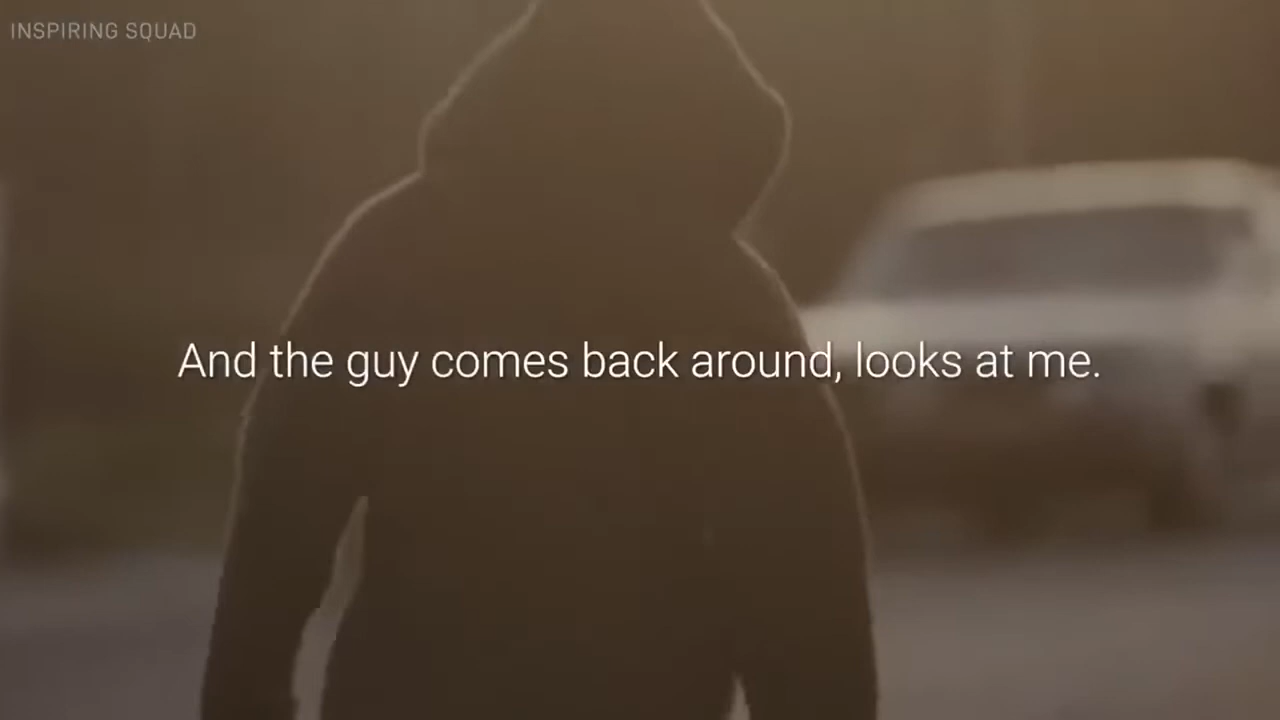 INSPIRING SQUAD
And the guy comes back around, looks at me.